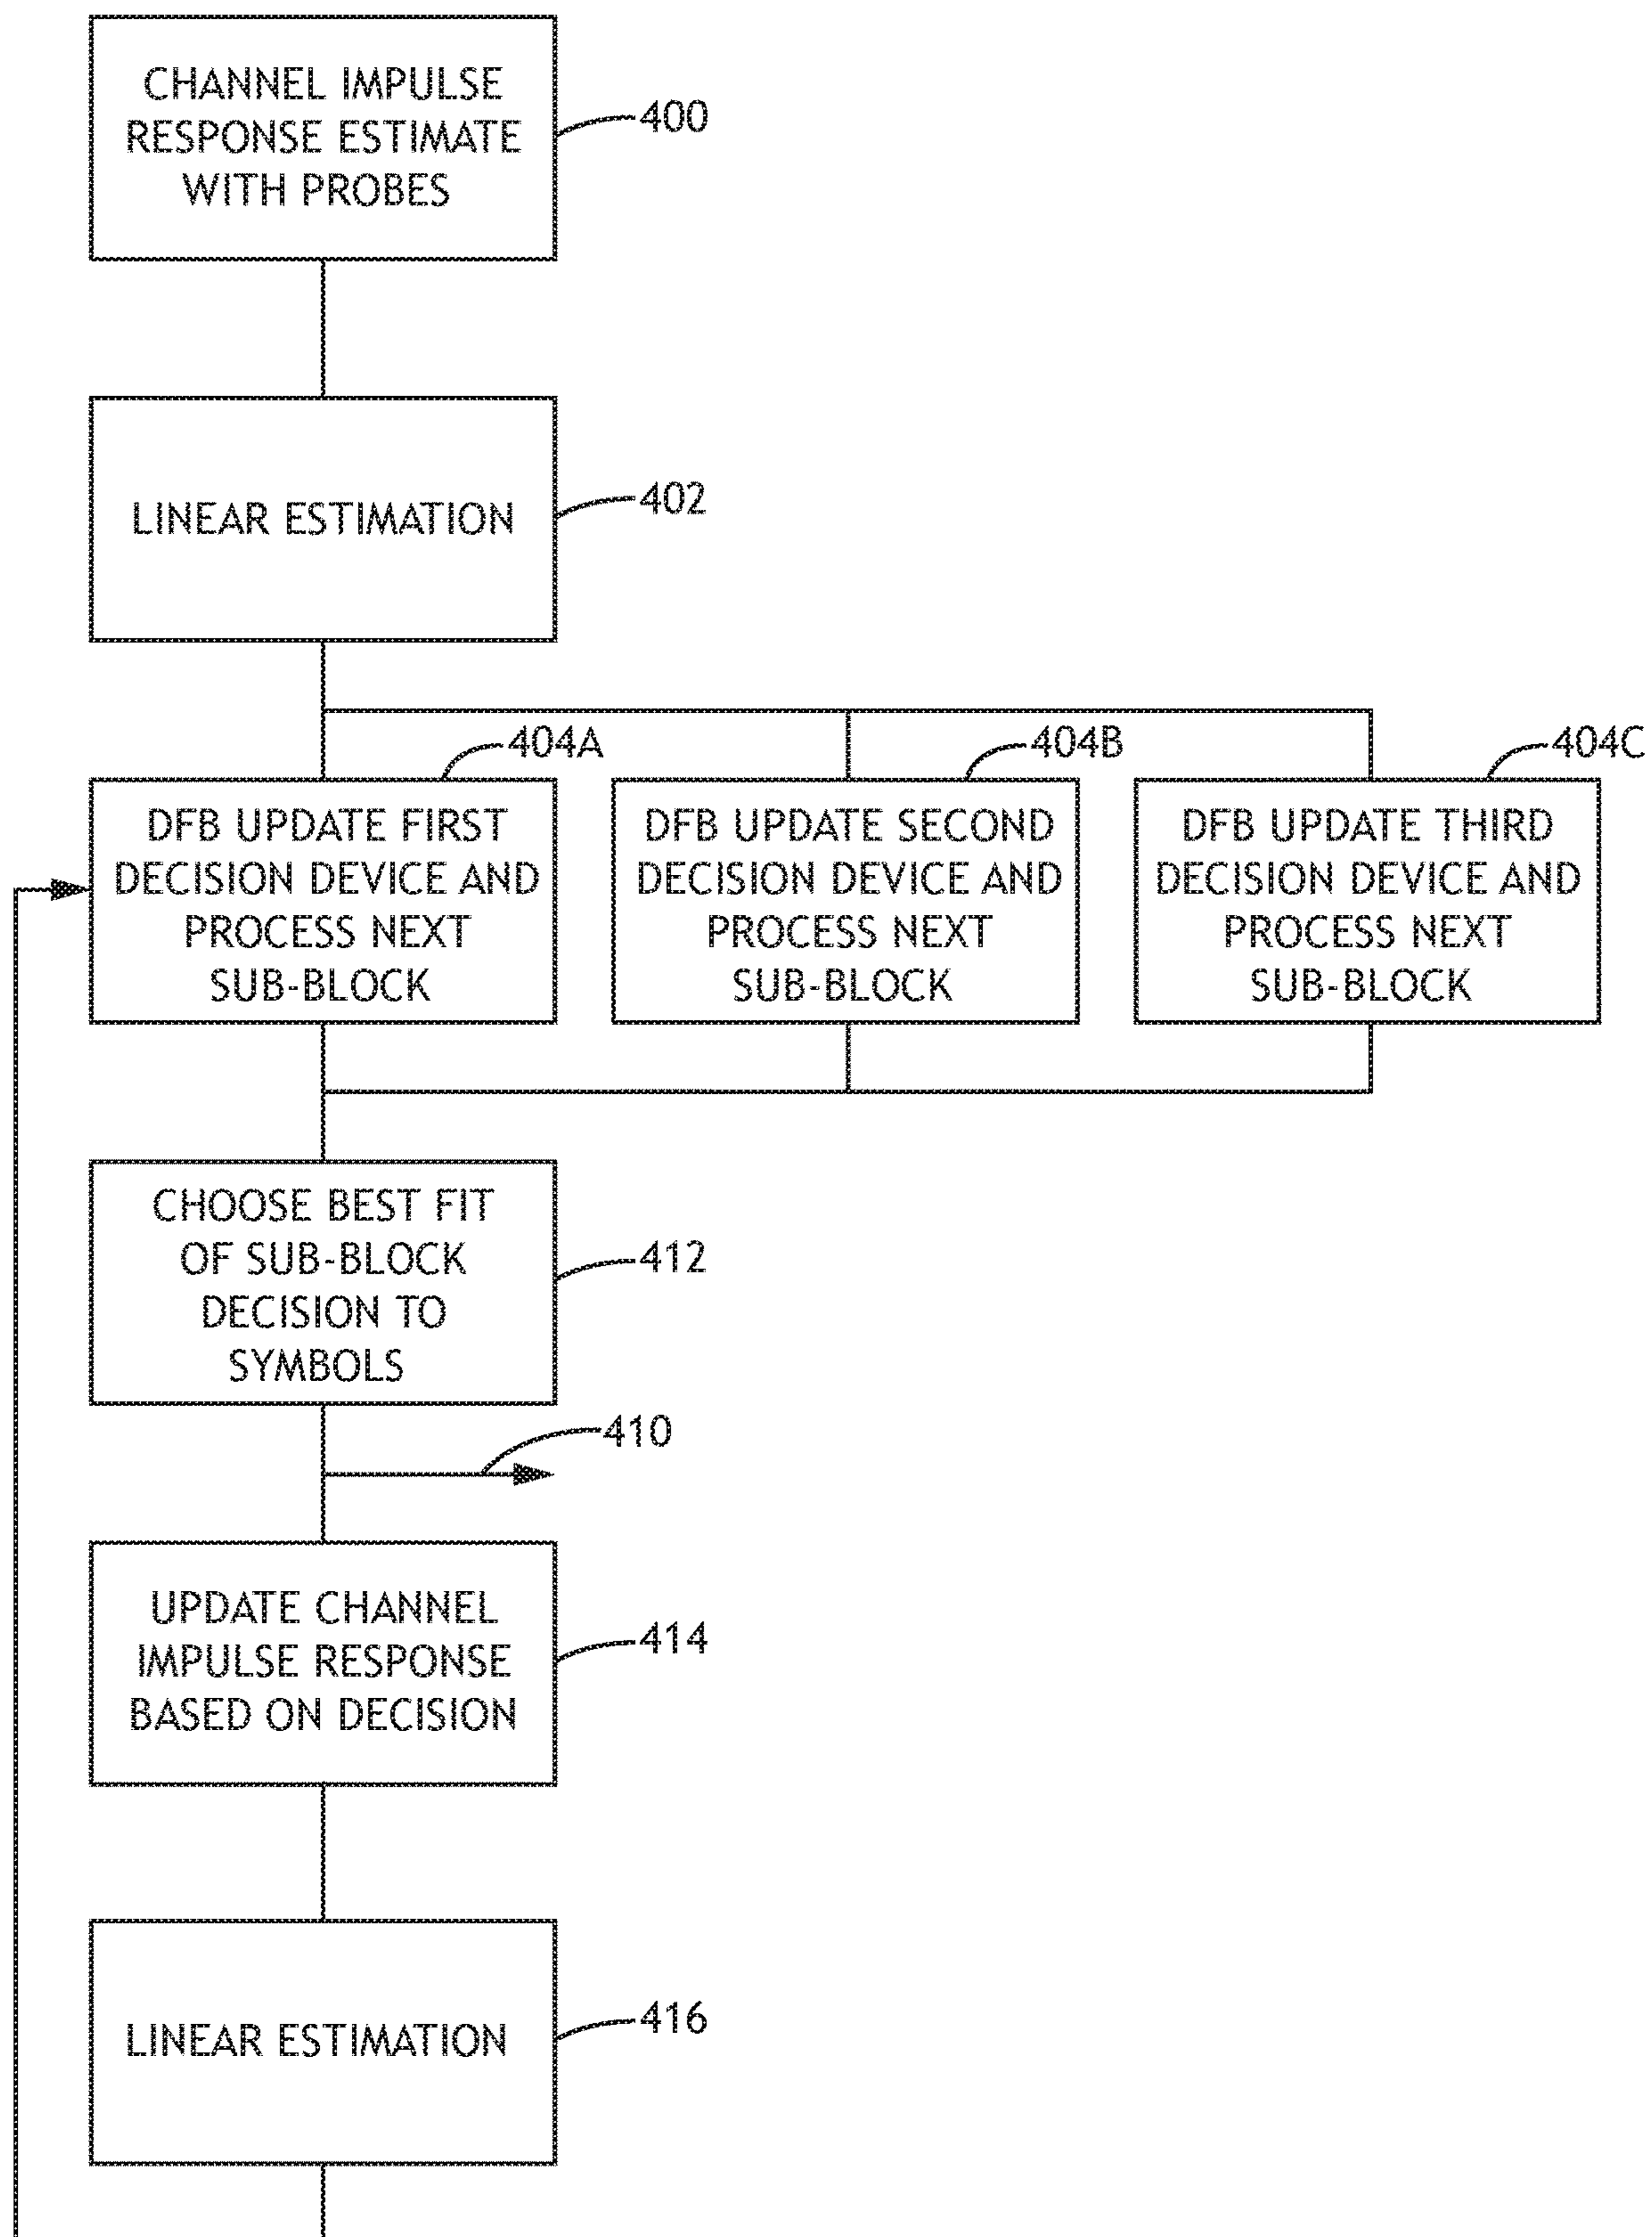 CHANNEL IMPULSE
RESPONSE ESTIMATE
WITH PROBES
400
LINEAR ESTIMATION
402
404A
404B
404C
DFB UPDATE FIRST
DECISION DEVICE AND
PROCESS NEXT
SUB-BLOCK
DFB UPDATE SECOND
DECISION DEVICE AND
PROCESS NEXT
SUB-BLOCK
DFB UPDATE THIRD
DECISION DEVICE AND
PROCESS NEXT
SUB-BLOCK
CHOOSE BEST FIT
OF SUB-BLOCK
DECISION TO
SYMBOLS
412
410
UPDATE CHANNEL
IMPULSE RESPONSE
BASED ON DECISION
414
LINEAR ESTIMATION
416